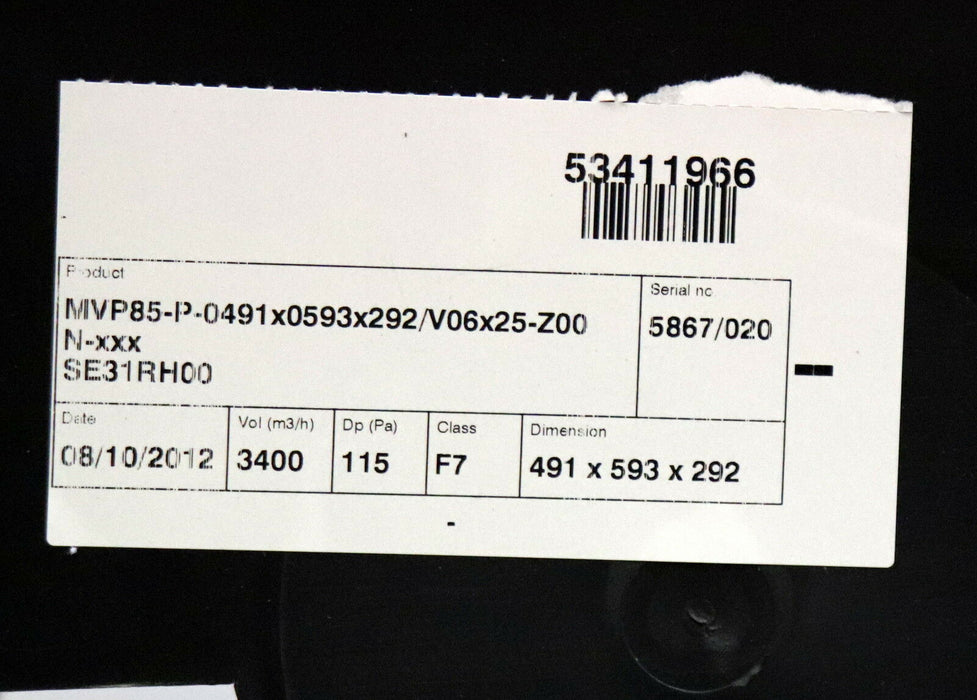 53411966
Product
MVP85-P-0491x0593x292/V06x25-Z00
N-xxx
SE31RH00
Serial no
5867/020
Date
08/10/2012
Vol (m3/h)
3400
Dp (Pa)
115
Class
F7
Dimension
491 x 593 x 292